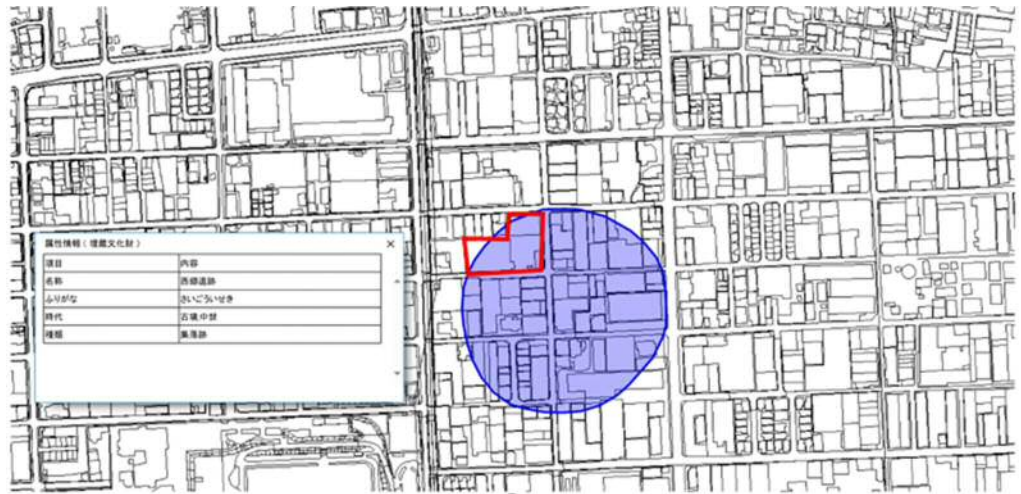 属性情報(埋蔵文化財)
項目 内容
名称 西郷遺跡
ふりがな さいごういせき
時代 古墳,中世
種類 集落跡